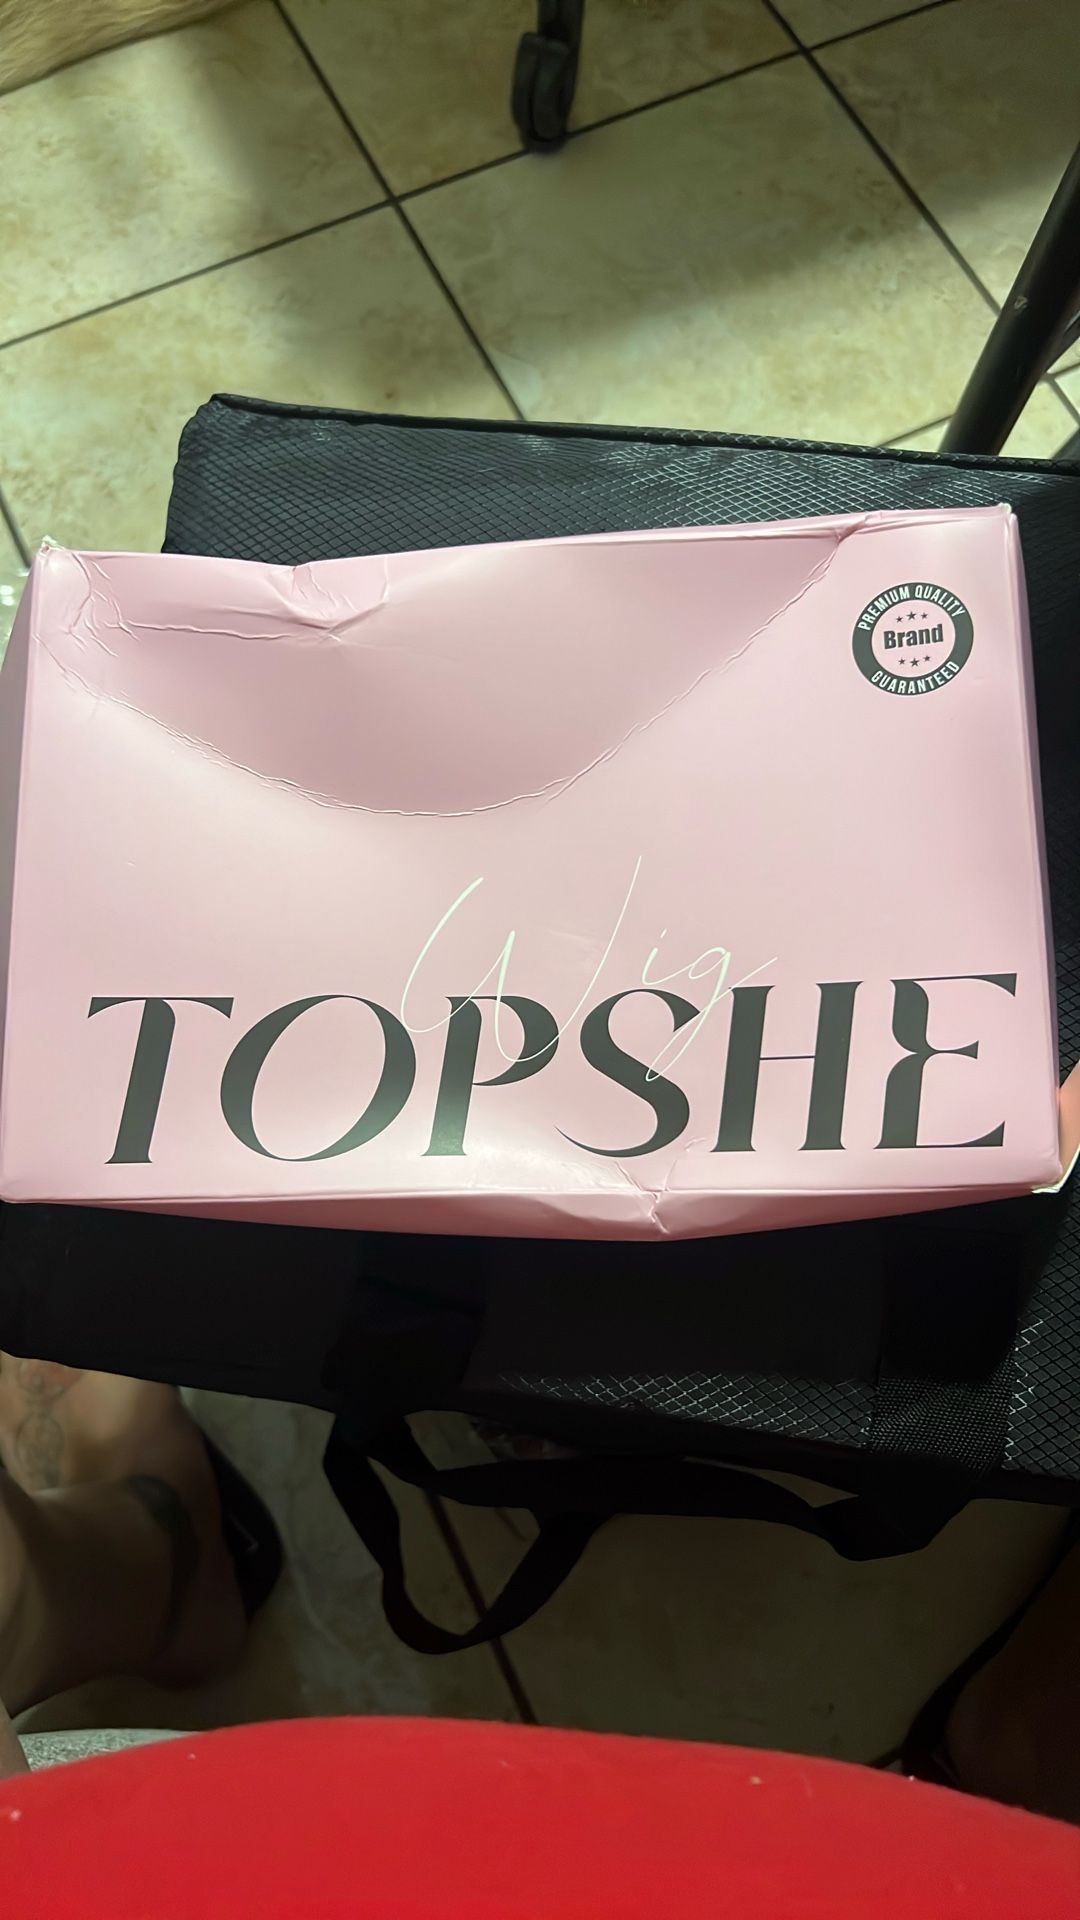 PREMIUM QUALITY
Brand
GUARANTEED
Wig
TOPSHE